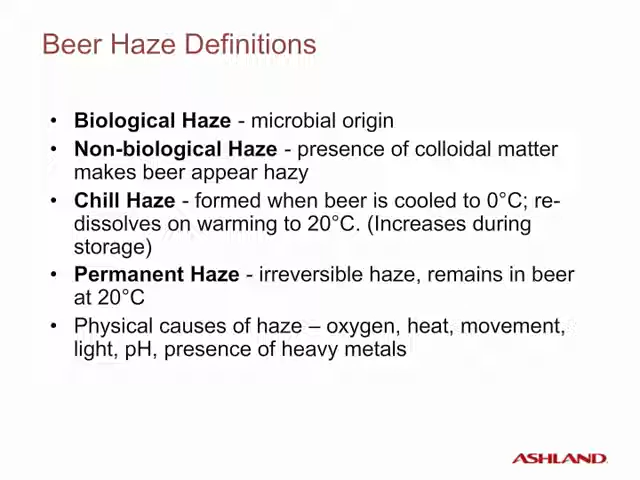 Beer Haze Definitions
• Biological Haze - microbial origin
• Non-biological Haze - presence of colloidal matter
makes beer appear hazy
• Chill Haze - formed when beer is cooled to 0°C; re-
dissolves on warming to 20°C. (Increases during
storage)
• Permanent Haze - irreversible haze, remains in beer
at 20°C
• Physical causes of haze – oxygen, heat, movement,
light, pH, presence of heavy metals
ASHLAND